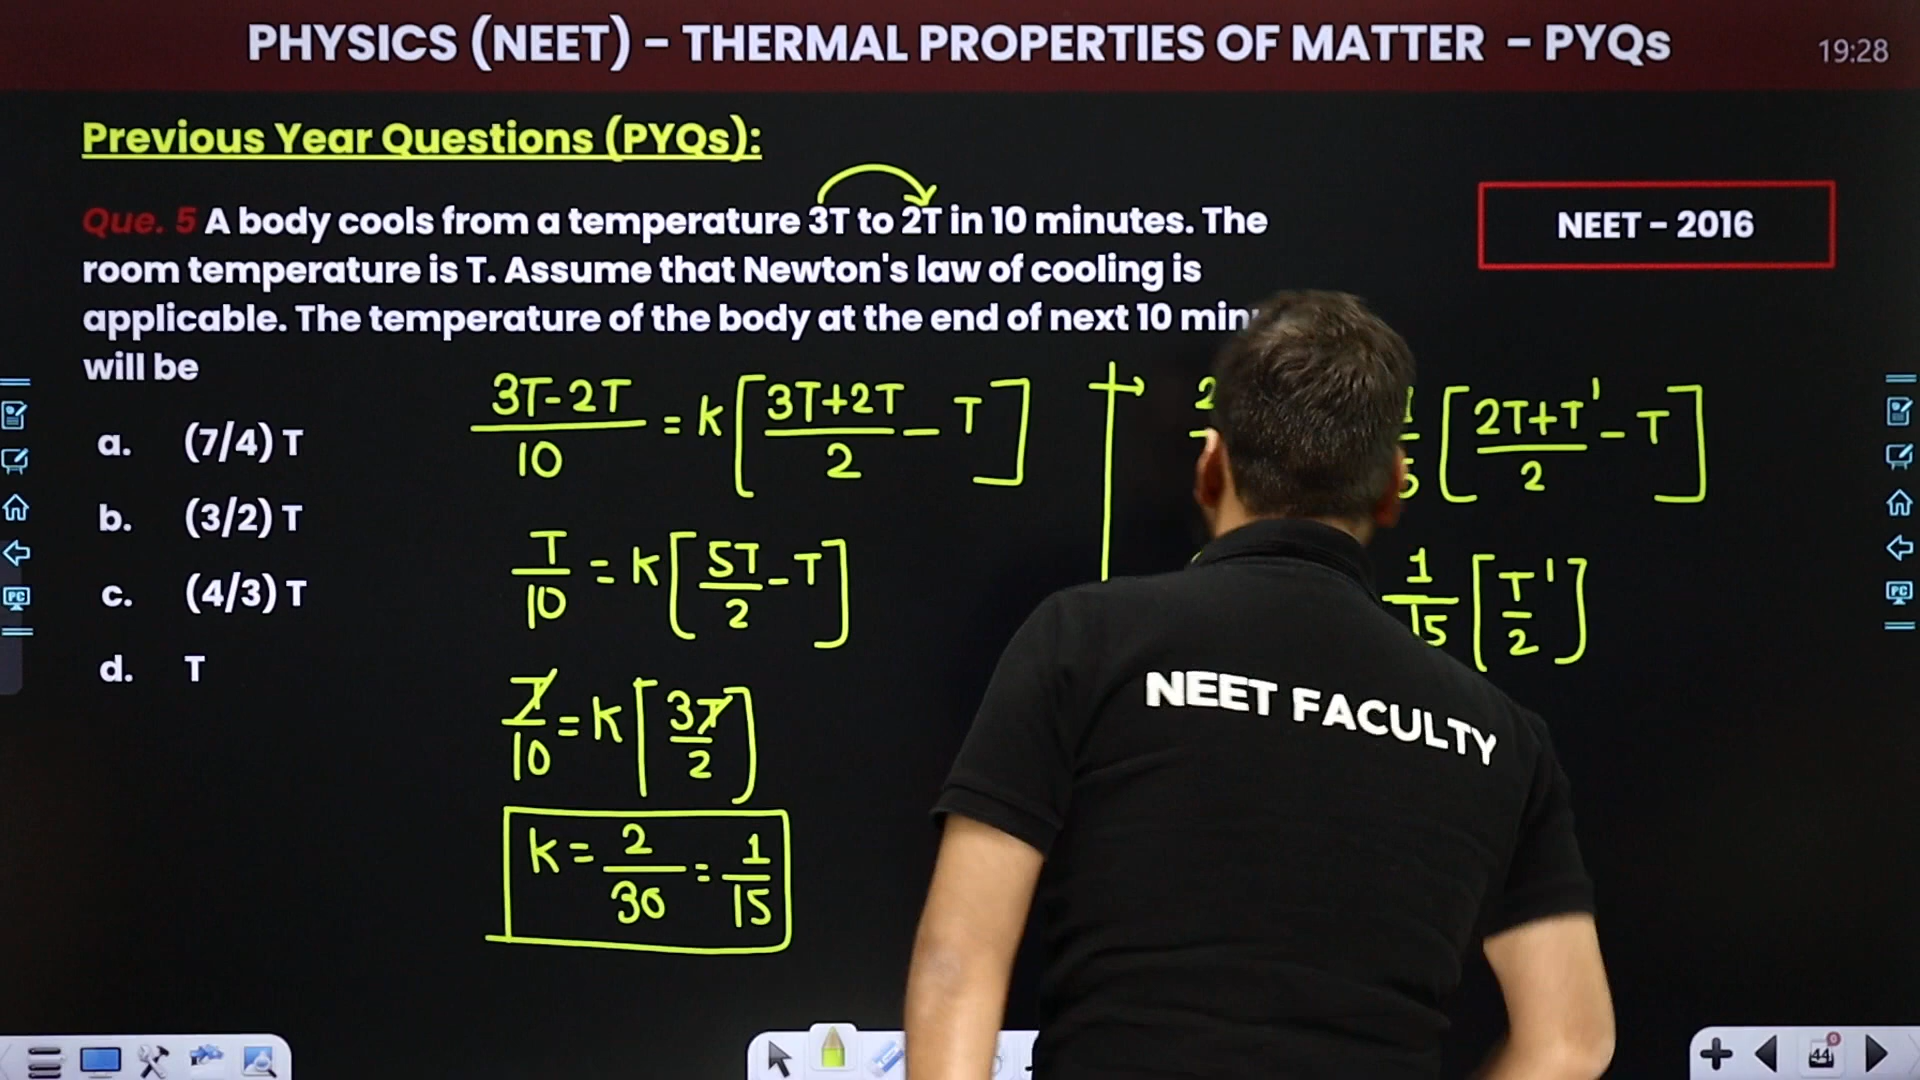 PHYSICS (NEET) – THERMAL PROPERTIES OF MATTER – PYQs
19:28
Previous Year Questions (PYQs):
Que. 5 A body cools from a temperature 3T to 2T in 10 minutes. The
room temperature is T. Assume that Newton's law of cooling is
applicable. The temperature of the body at the end of next 10
will be
NEET – 2016
a. (7/4) T
b. (3/2) T
c. (4/3) T
d. T
3T-2T/10 = k[3T+2T/2 - T]
T/10 = k[5T/2 - T]
T/10 = k[3T/2]
k = 2/30 = 1/15
[2T+T'/2 - T]
1/15 [T'/2]
NEET FACULTY
PC
PC
44